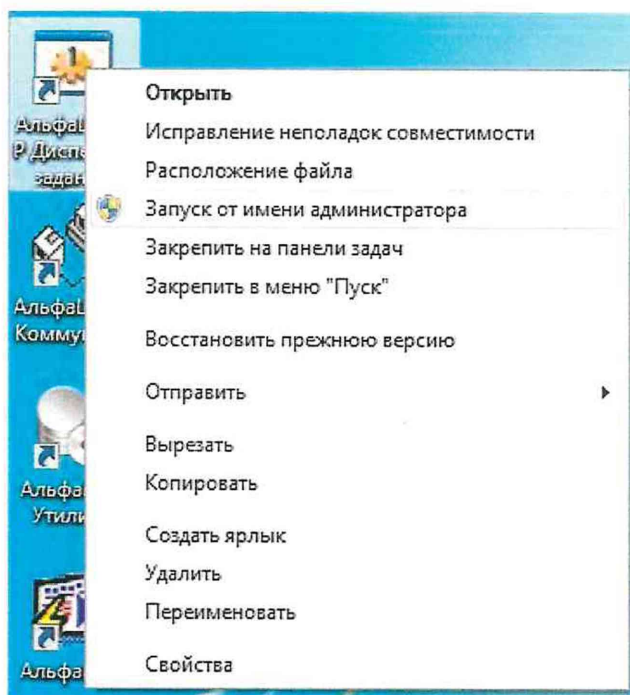 Открыть
Исправление неполадок совместимости
Расположение файла
Запуск от имени администратора
Закрепить на панели задач
Закрепить в меню "Пуск"
Восстановить прежнюю версию
Отправить
Вырезать
Копировать
Создать ярлык
Удалить
Переименовать
Свойства